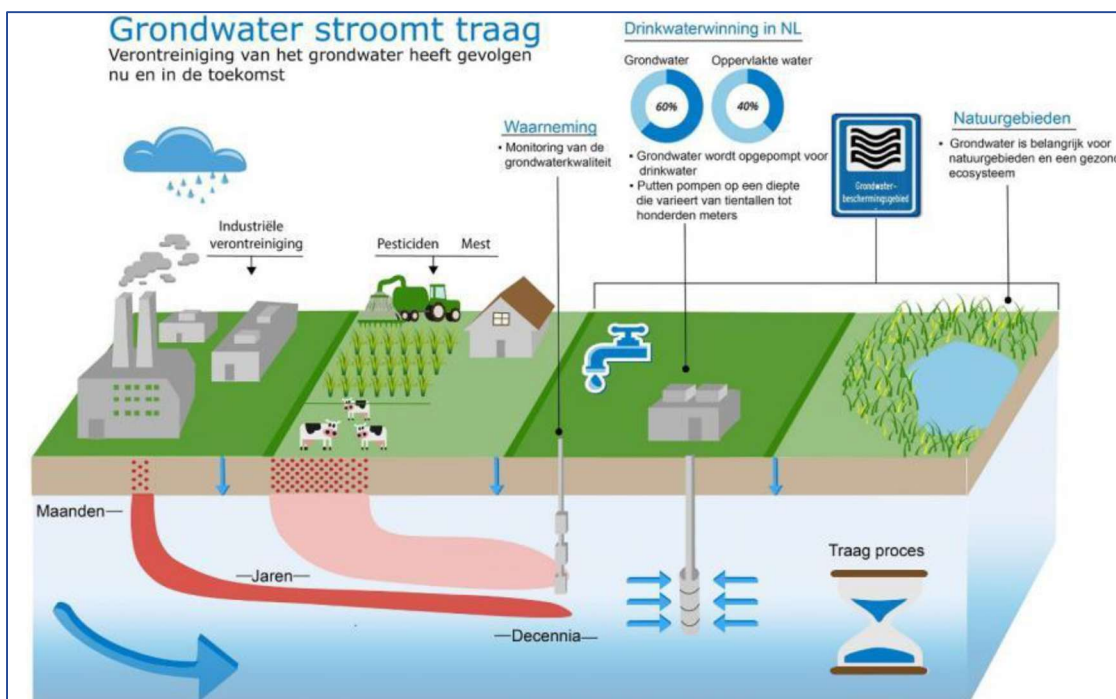 Grondwater stroomt traag
Verontreiniging van het grondwater heeft gevolgen
nu en in de toekomst
Drinkwaterwinning in NL
Grondwater
Oppervlakte water
60%
40%
• Grondwater wordt opgepompt voor
drinkwater
• Putten pompen op een diepte
die varieert van tientallen tot
honderden meters
Waarneming
• Monitoring van de
grondwaterkwaliteit
Grondwater-
beschermingsgebied
Natuurgebieden
• Grondwater is belangrijk voor
natuurgebieden en een gezond
ecosysteem
Industriële
verontreiniging
Pesticiden
Mest
Maanden
Jaren
Decennia
Traag proces